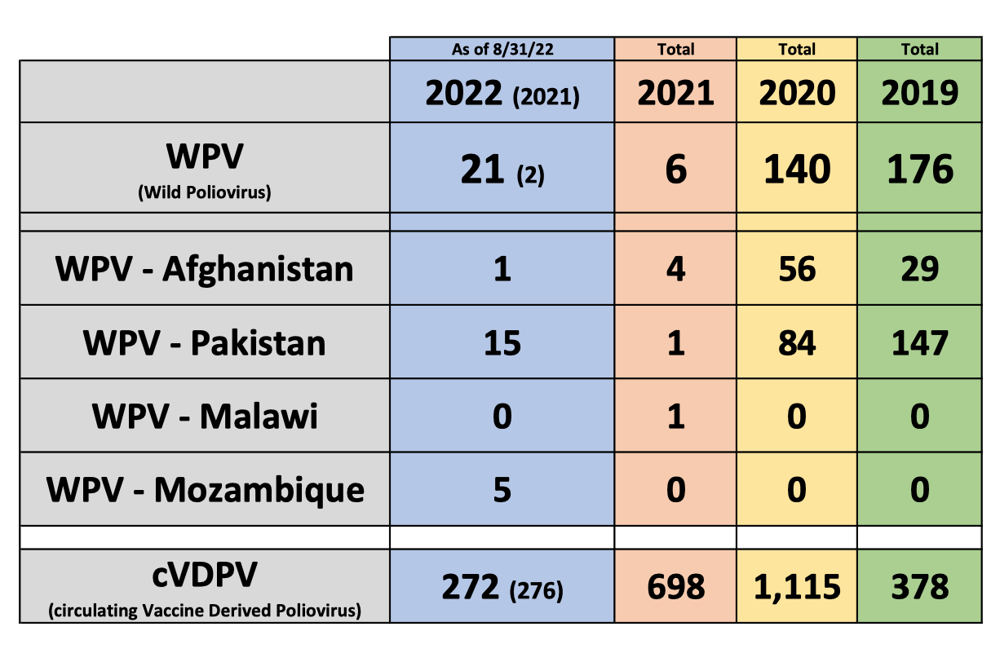 As of 8/31/22 Total Total Total
2022 (2021) 2021 2020 2019
WPV
(Wild Poliovirus)
21 (2) 6 140 176
WPV - Afghanistan 1 4 56 29
WPV - Pakistan 15 1 84 147
WPV - Malawi 0 1 0 0
WPV - Mozambique 5 0 0 0
cVDPV
(circulating Vaccine Derived Poliovirus)
272 (276) 698 1,115 378